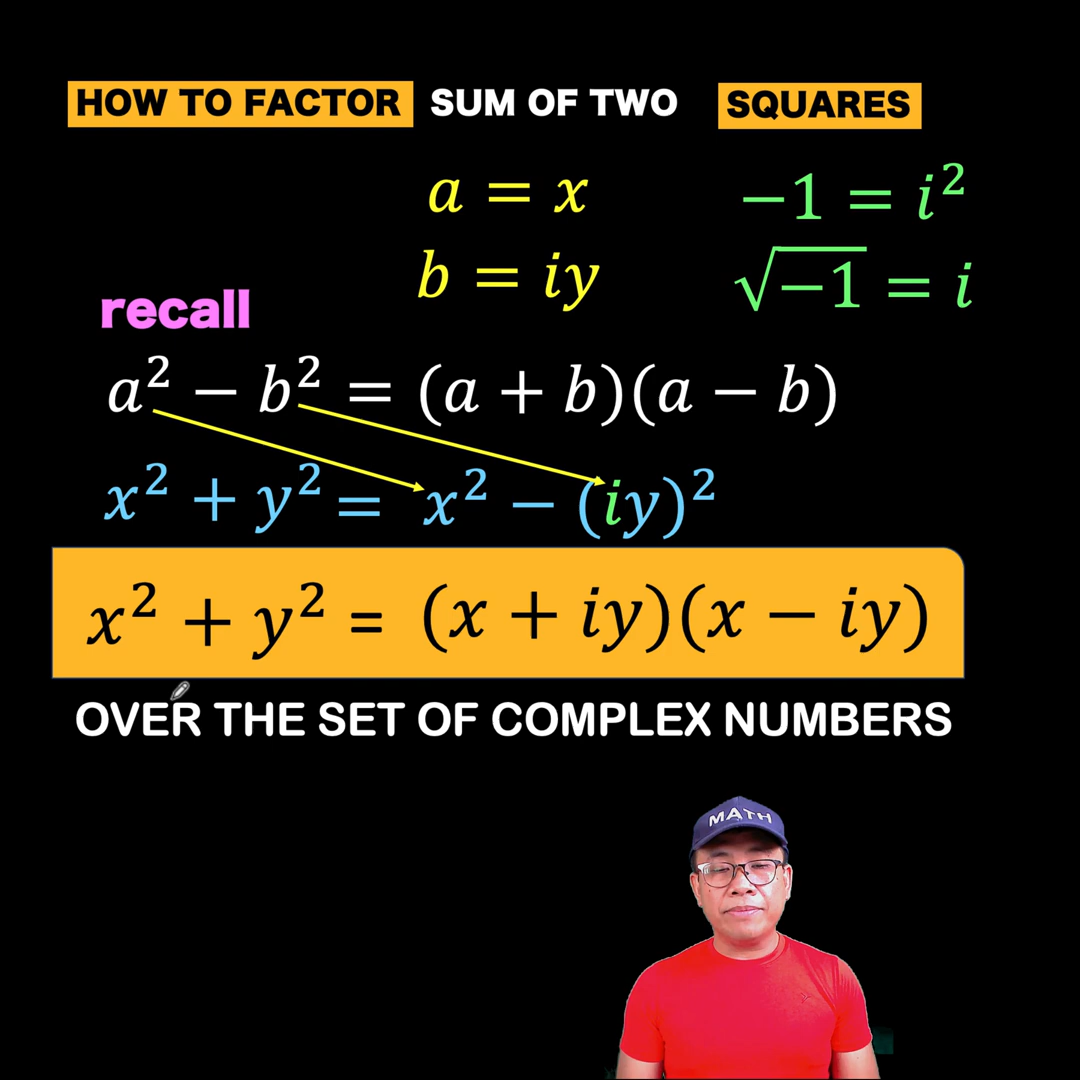 HOW TO FACTOR SUM OF TWO SQUARES
a = x
−1 = i²
b = iy
√−1 = i
recall
a² − b² = (a + b)(a − b)
x² + y² = x² − (iy)²
x² + y² = (x + iy)(x − iy)
OVER THE SET OF COMPLEX NUMBERS
MATH